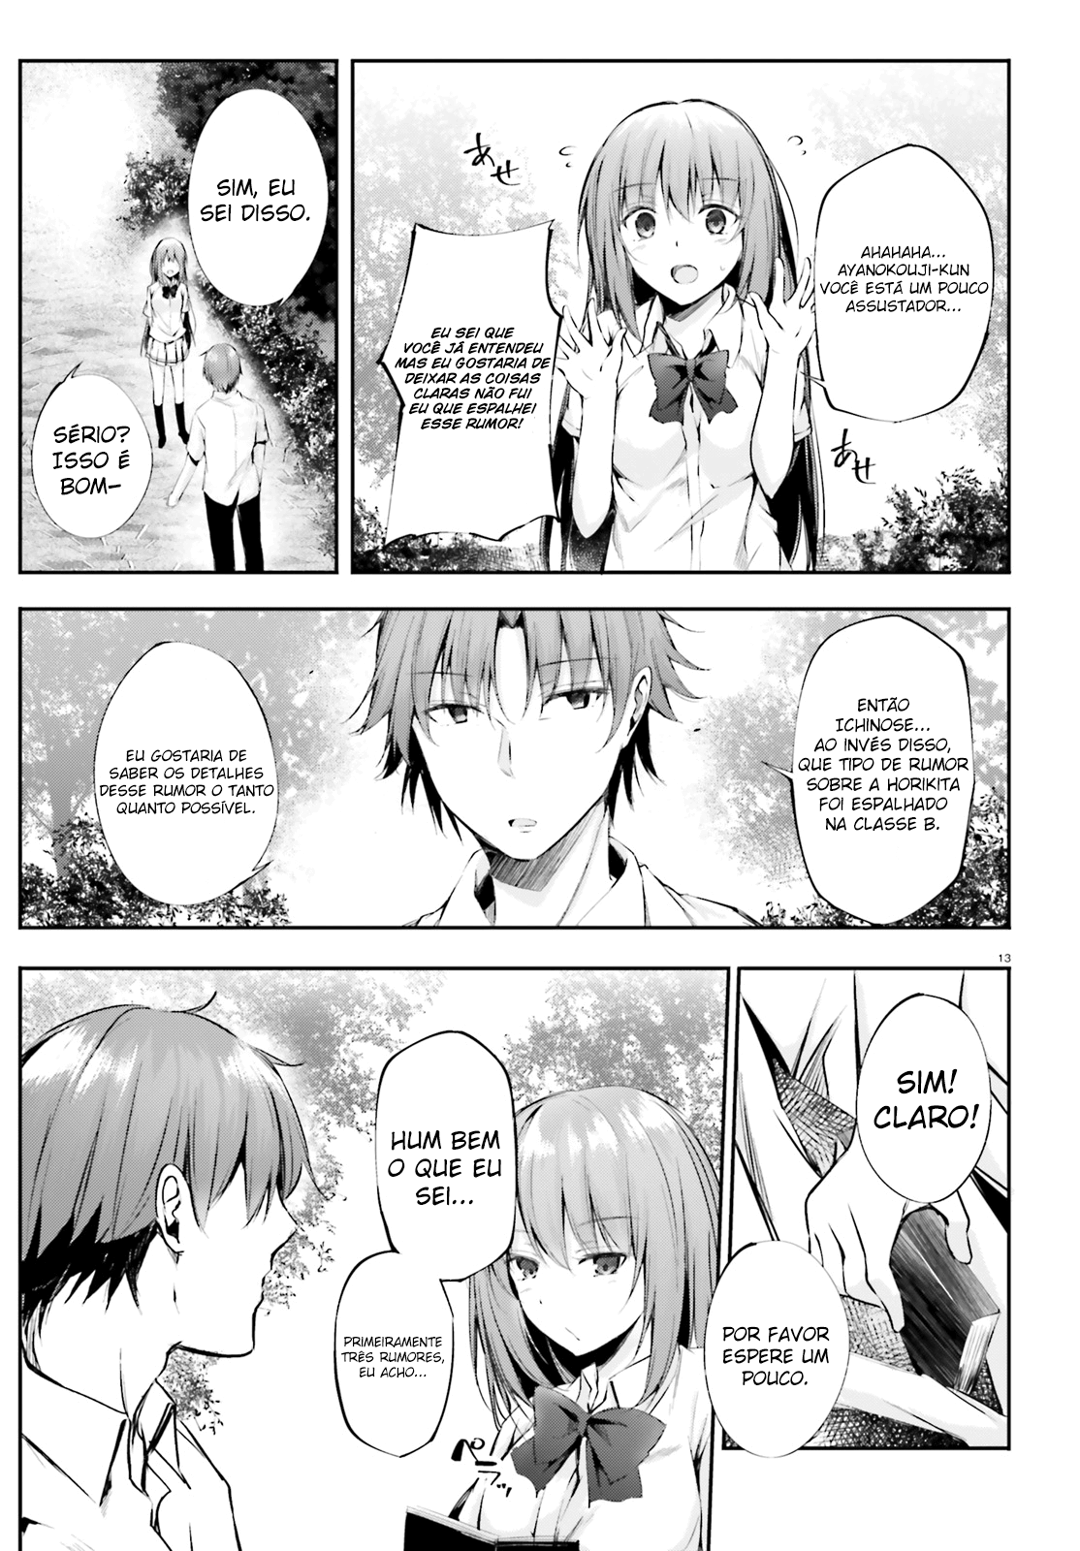 AHAHAHA...
AYANOKOUJI-KUN
VOCÊ ESTÁ UM POUCO
ASSUSTADOR...
あせ
EU SEI QUE
VOCÊ JÁ ENTENDEU
MAS EU GOSTARIA DE
DEIXAR AS COISAS
CLARAS NÃO FUI
EU QUE ESPALHEI
ESSE RUMOR!
あせ
SIM, EU
SEI DISSO.
SÉRIO?
ISSO É
BOM-
ENTÃO
ICHINOSE...
AO INVÉS DISSO,
QUE TIPO DE RUMOR
SOBRE A HORIKITA
FOI ESPALHADO
NA CLASSE B.
EU GOSTARIA DE
SABER OS DETALHES
DESSE RUMOR O TANTO
QUANTO POSSÍVEL.
13
SIM!
CLARO!
POR FAVOR
ESPERE UM
POUCO.
HUM BEM
O QUE EU
SEI...
PRIMEIRAMENTE
TRÊS RUMORES,
EU ACHO...
ペラッ